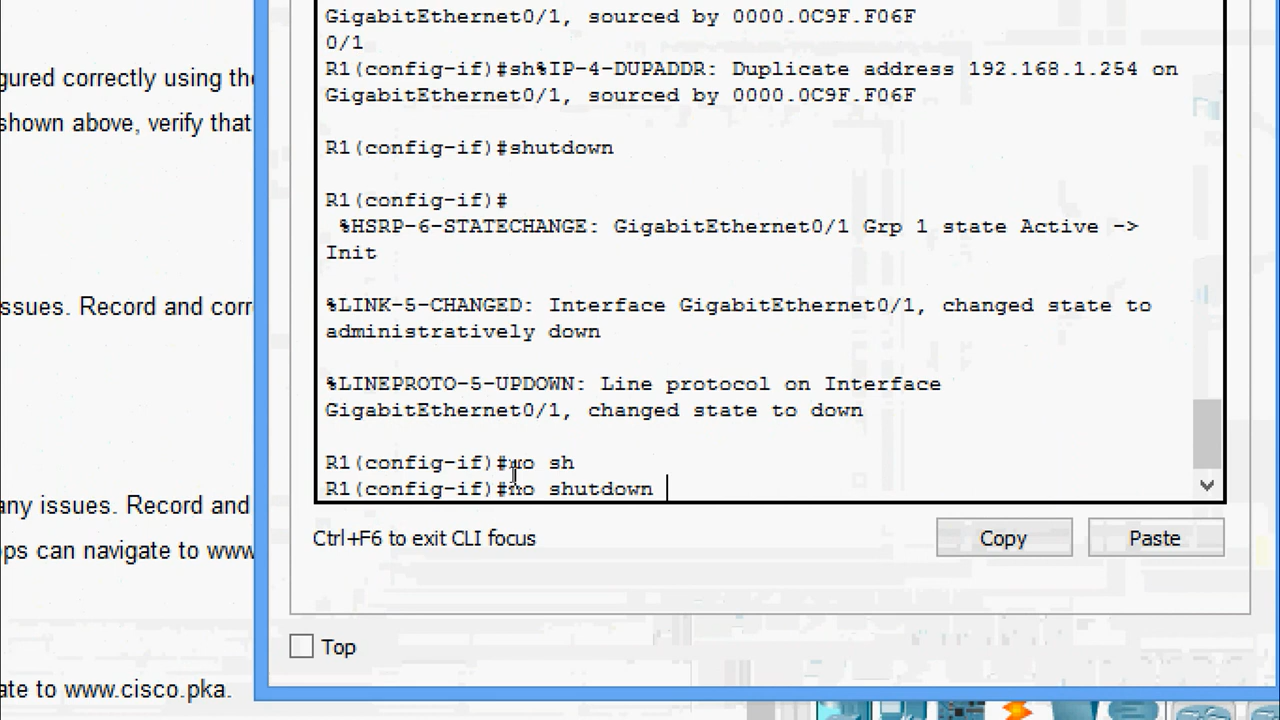 GigabitEthernet0/1, sourced by 0000.0C9F.F06F
0/1
gured correctly using the
R1(config-if)#sh%IP-4-DUPADDR: Duplicate address 192.168.1.254 on
GigabitEthernet0/1, sourced by 0000.0C9F.F06F
shown above, verify that
R1(config-if)#shutdown
R1(config-if)#
%HSRP-6-STATECHANGE: GigabitEthernet0/1 Grp 1 state Active ->
Init
ssues. Record and corr
%LINK-5-CHANGED: Interface GigabitEthernet0/1, changed state to
administratively down
%LINEPROTO-5-UPDOWN: Line protocol on Interface
GigabitEthernet0/1, changed state to down
R1(config-if)#no sh
R1(config-if)#no shutdown
any issues. Record and
Ctrl+F6 to exit CLI focus
Copy
Paste
ops can navigate to www
Top
ate to www.cisco.pka.